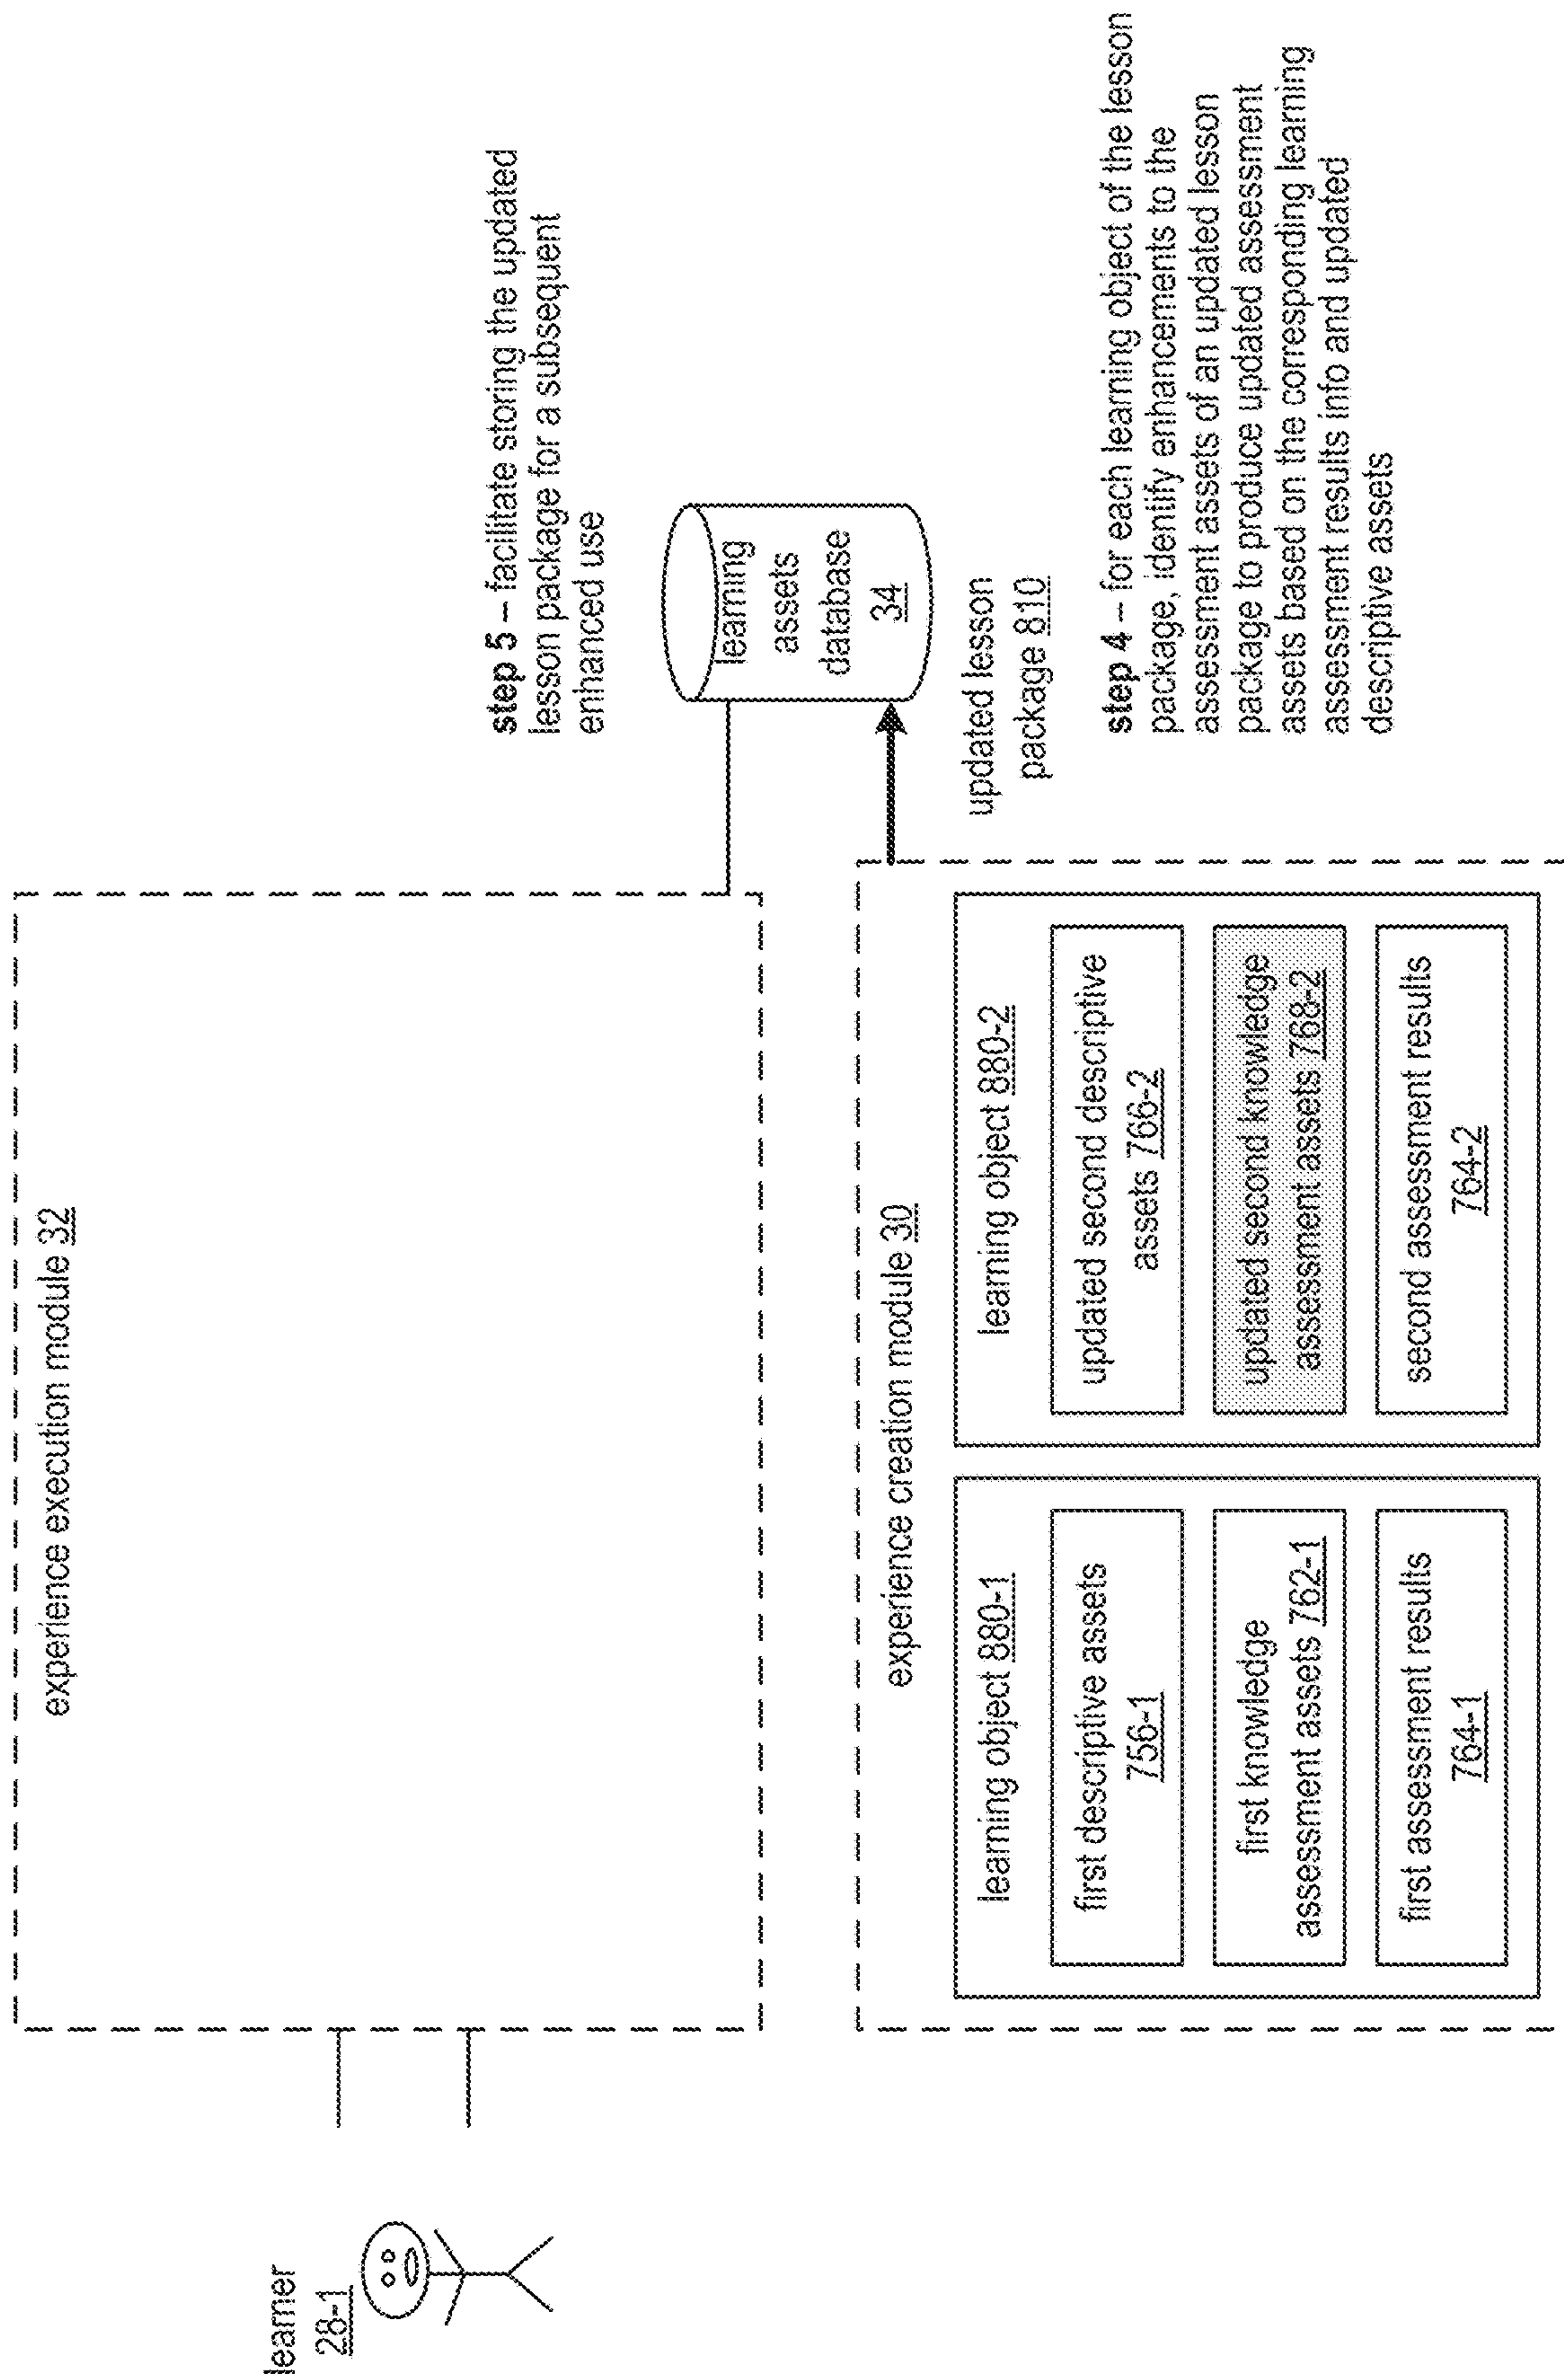 learner
28-1
experience execution module 32
step 5 – facilitate storing the updated
lesson package for a subsequent
enhanced use
learning
assets
database
34
updated lesson
package 810
experience creation module 30
learning object 880-1
first descriptive assets
756-1
first knowledge
assessment assets 762-1
first assessment results
764-1
learning object 880-2
updated second descriptive
assets 766-2
updated second knowledge
assessment assets 768-2
second assessment results
764-2
step 4 – for each learning object of the lesson
package, identify enhancements to the
assessment assets of an updated lesson
package to produce updated assessment
assets based on the corresponding learning
assessment results info and updated
descriptive assets